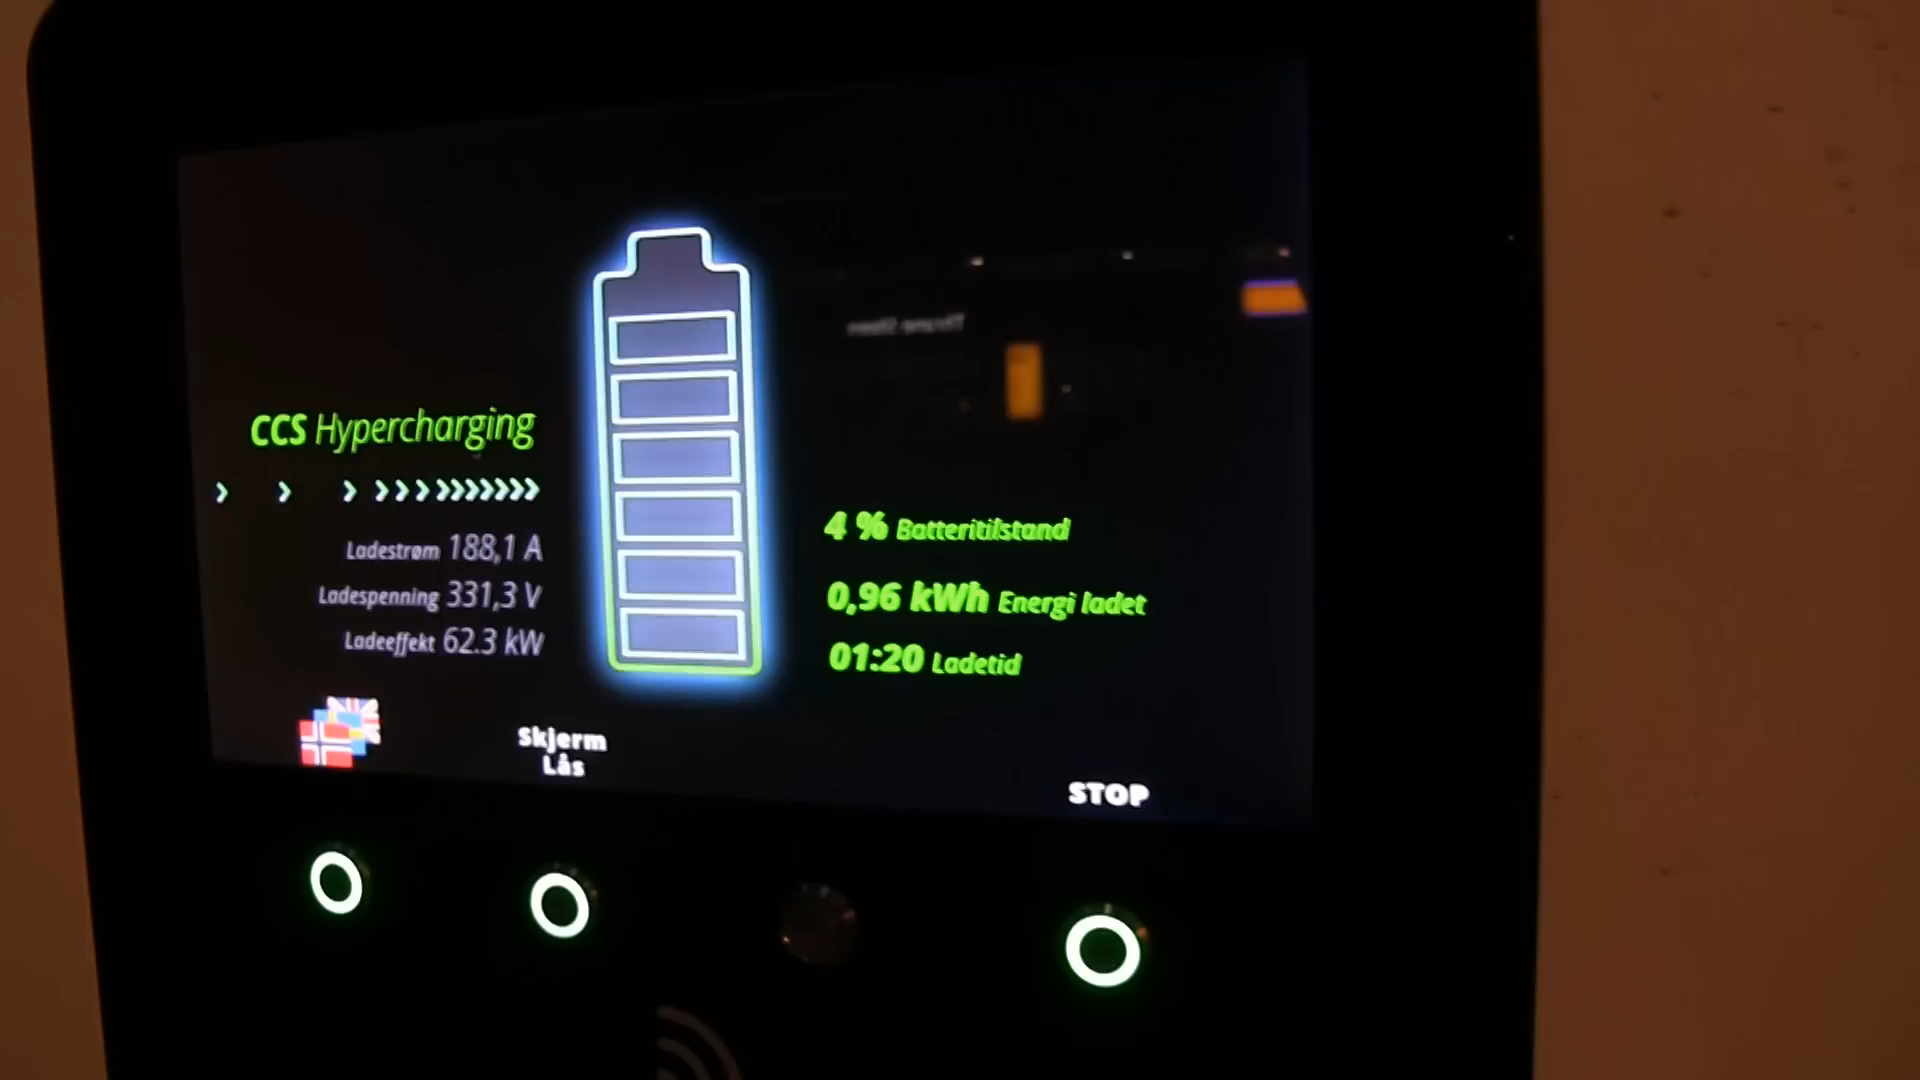 CCS Hypercharging
Ladestrøm 188,1 A
Ladespenning 331,3 V
Ladeeffekt 62.3 kW
4 % Batteritilstand
0,96 kWh Energi ladet
01:20 Ladetid
Skjerm
Lås
STOP